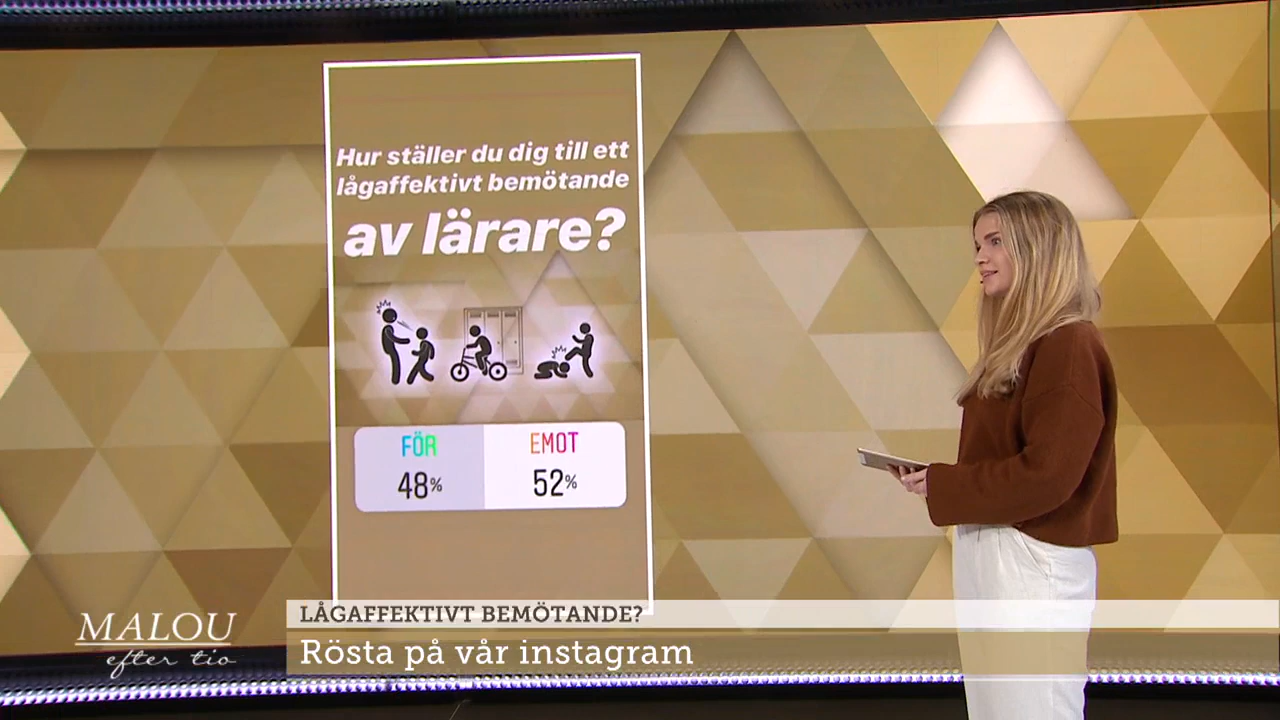 Hur ställer du dig till ett
lågaffektivt bemötande
av lärare?
FÖR
EMOT
48%
52%
MALOU
efter tio
LÅGAFFEKTIVT BEMÖTANDE?
Rösta på vår instagram